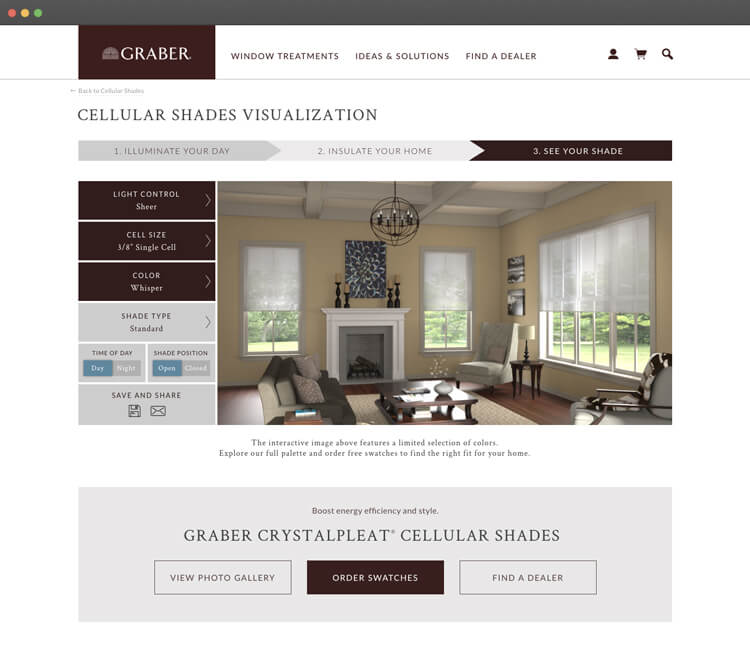 GRABER
WINDOW TREATMENTS
IDEAS & SOLUTIONS
FIND A DEALER
← Back to Cellular Shades
CELLULAR SHADES VISUALIZATION
1. ILLUMINATE YOUR DAY
2. INSULATE YOUR HOME
3. SEE YOUR SHADE
LIGHT CONTROL
Sheer
CELL SIZE
3/8" Single Cell
COLOR
Whisper
SHADE TYPE
Standard
TIME OF DAY
Day Night
SHADE POSITION
Open Closed
SAVE AND SHARE
The interactive image above features a limited selection of colors.
Explore our full palette and order free swatches to find the right fit for your home.
Boost energy efficiency and style.
GRABER CRYSTALPLEAT® CELLULAR SHADES
VIEW PHOTO GALLERY
ORDER SWATCHES
FIND A DEALER